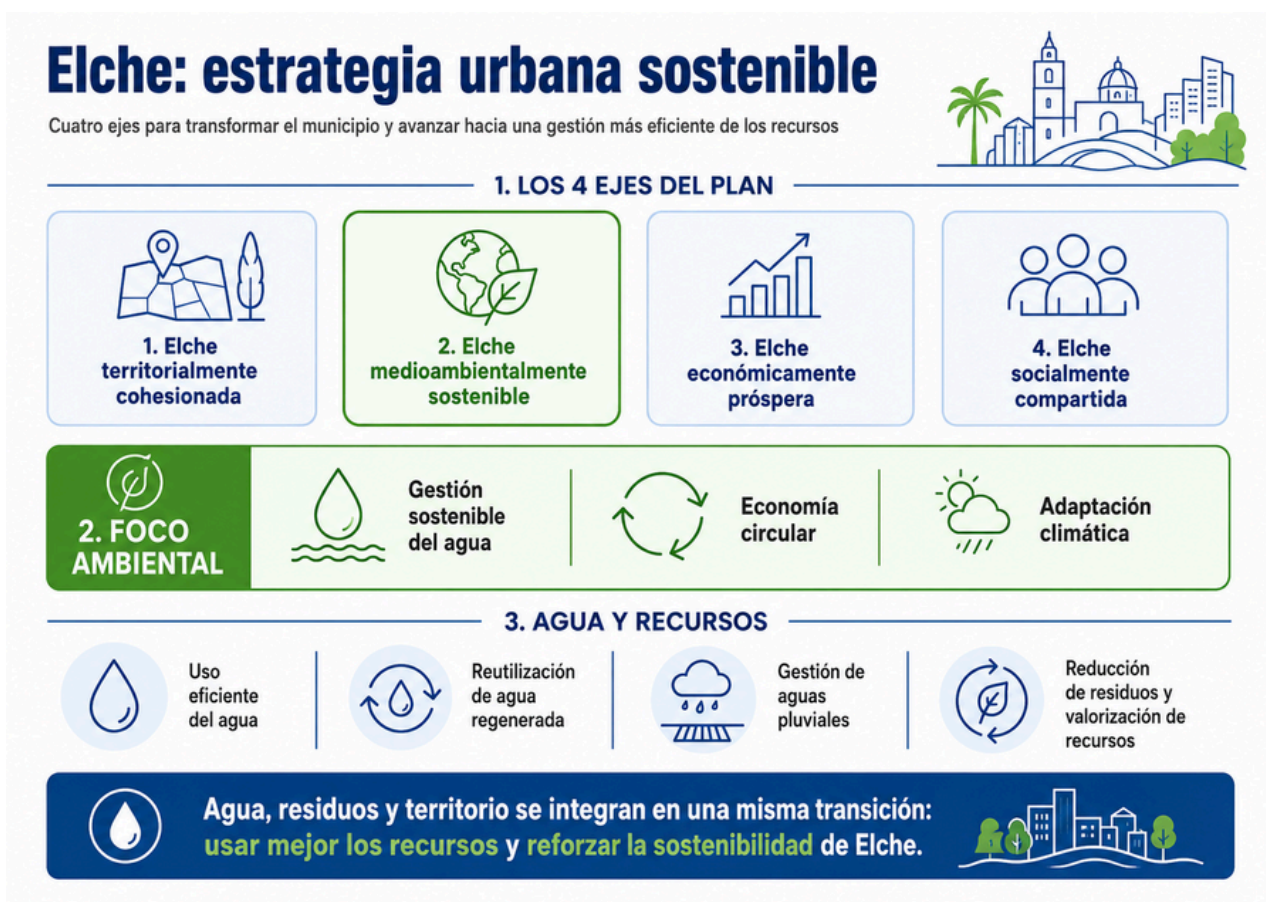 Elche: estrategia urbana sostenible
Cuatro ejes para transformar el municipio y avanzar hacia una gestión más eficiente de los recursos
1. LOS 4 EJES DEL PLAN
1. Elche
territorialmente
cohesionada
2. Elche
medioambientalmente
sostenible
3. Elche
económicamente
próspera
4. Elche
socialmente
compartida
2. FOCO
AMBIENTAL
Gestión
sostenible
del agua
Economía
circular
Adaptación
climática
3. AGUA Y RECURSOS
Uso
eficiente
del agua
Reutilización
de agua
regenerada
Gestión de
aguas
pluviales
Reducción
de residuos y
valorización de
recursos
Agua, residuos y territorio se integran en una misma transición:
usar mejor los recursos y reforzar la sostenibilidad de Elche.